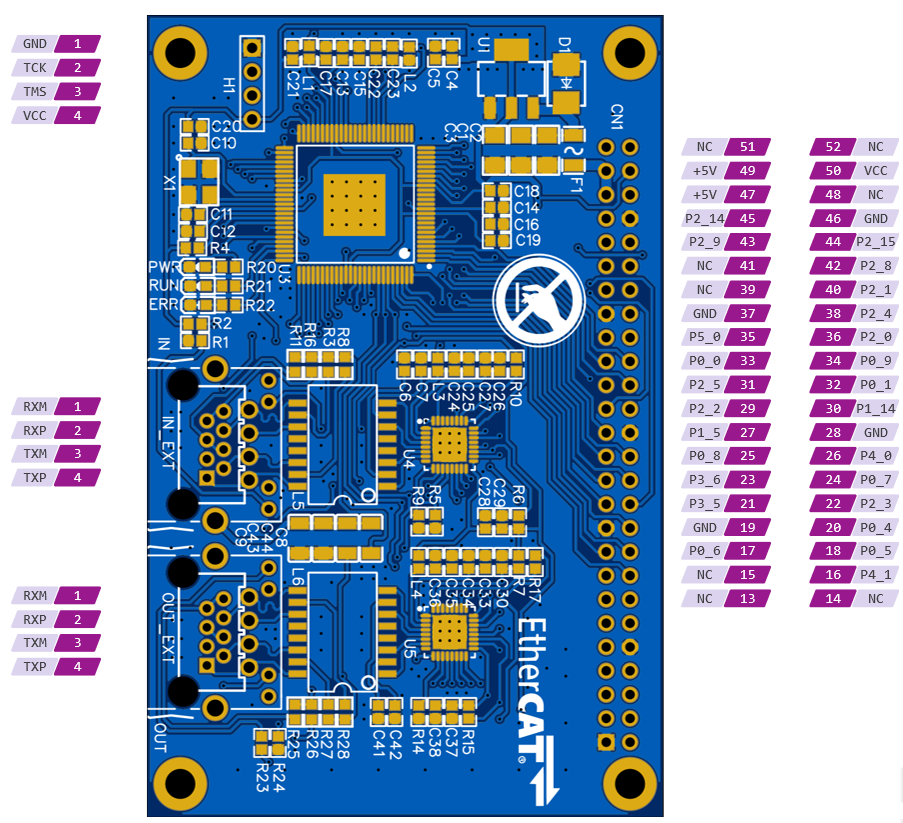 GND 1
TCK 2
TMS 3
VCC 4
H1
C21
L1
C17
C13
C15
C22
C23
L2
C5
C4
U1
D1
CN1
C20
C10
X1
C11
C12
R4
PWR
R20
RUN
R21
ERR
R22
R2
R1
IN
U3
C3
C1
C2
F1
C18
C14
C16
C19
R11
R16
R3
R8
C6
C7
L3
C24
C25
C27
C26
R10
IN_EXT
U4
L5
R9
R5
C28
C29
R6
C9
C43
C44
C8
L6
L4
C36
C35
C34
C33
C30
R7
R17
OUT_EXT
U5
EtherCAT®
OUT
R23
R24
R25
R26
R27
R28
C41
C42
R14
C38
C37
R15
RXM 1
RXP 2
TXM 3
TXP 4
RXM 1
RXP 2
TXM 3
TXP 4
NC 51 52 NC
+5V 49 50 VCC
+5V 47 48 NC
P2_14 45 46 GND
P2_9 43 44 P2_15
NC 41 42 P2_8
NC 39 40 P2_1
GND 37 38 P2_4
P5_0 35 36 P2_0
P0_0 33 34 P0_9
P2_5 31 32 P0_1
P2_2 29 30 P1_14
P1_5 27 28 GND
P0_8 25 26 P4_0
P3_6 23 24 P0_7
P3_5 21 22 P2_3
GND 19 20 P0_4
P0_6 17 18 P0_5
NC 15 16 P4_1
NC 13 14 NC